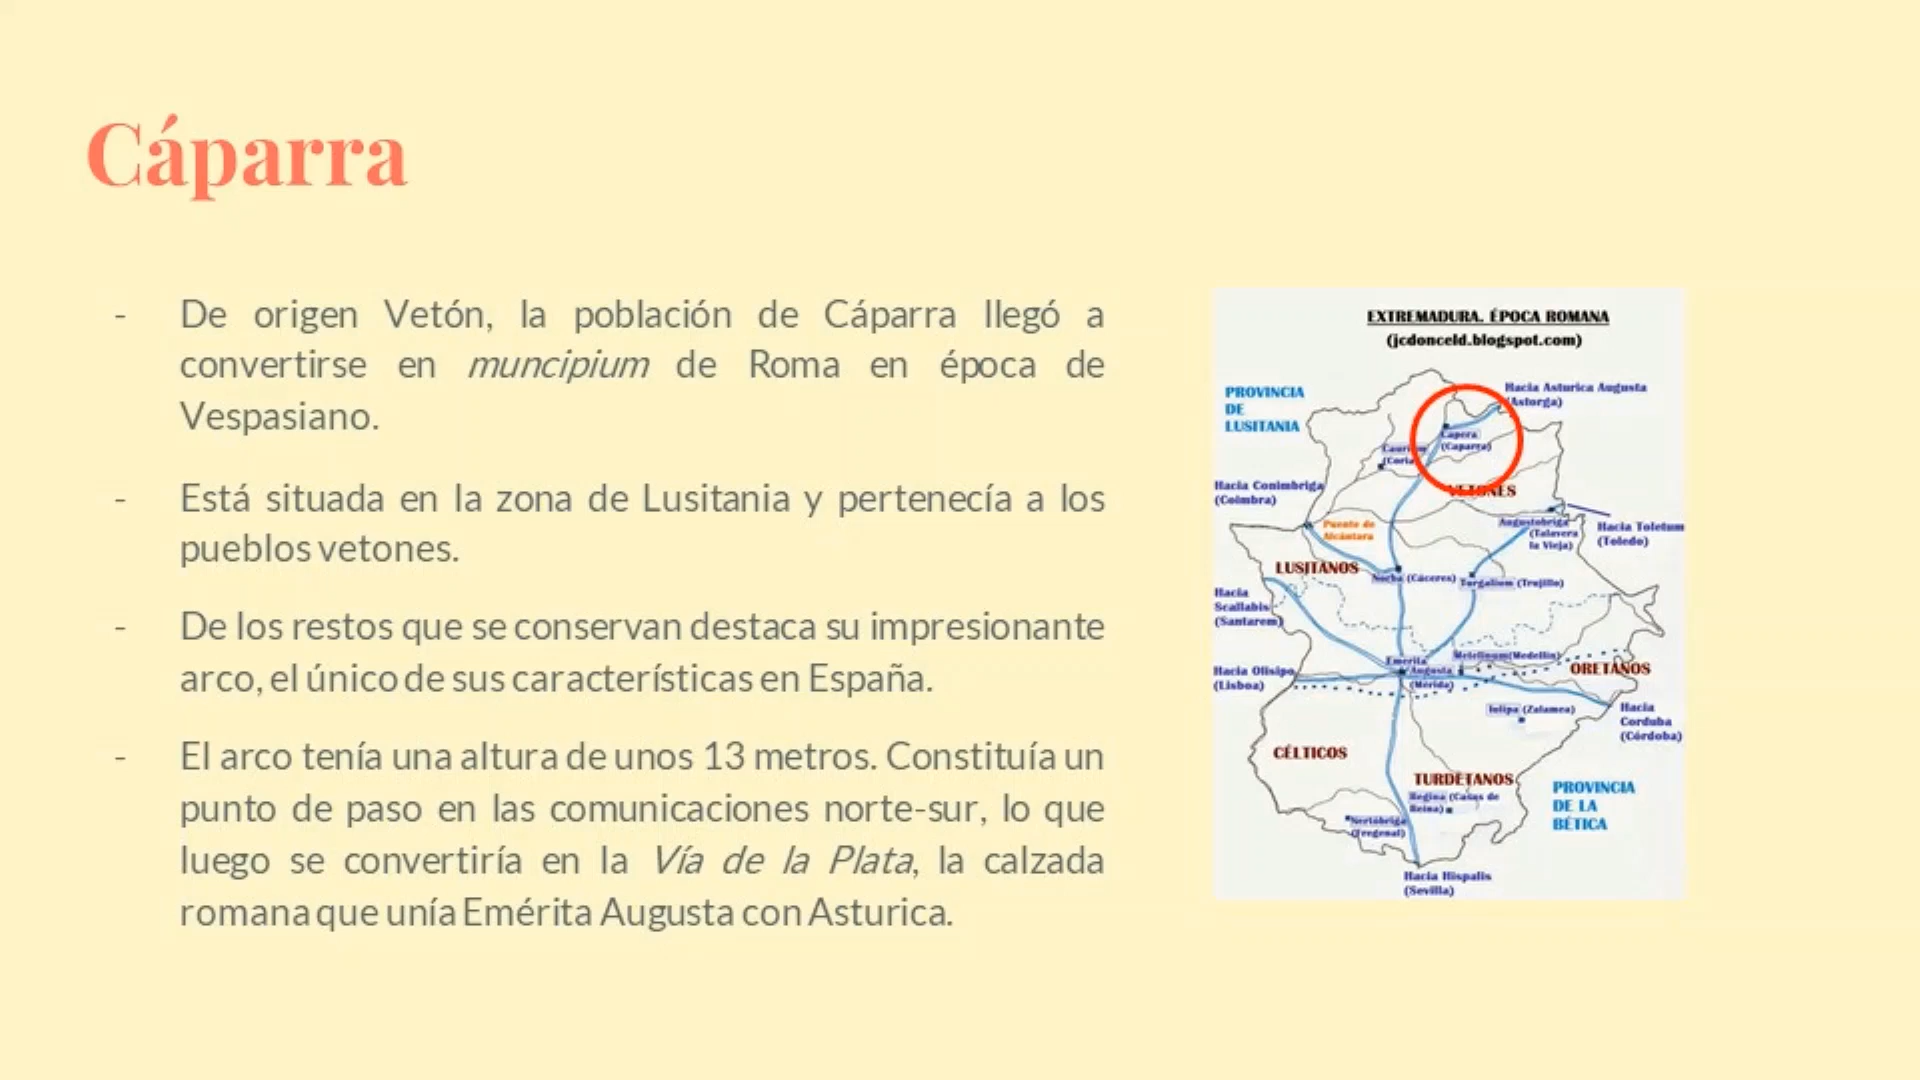 Cáparra
- De origen Vetón, la población de Cáparra llegó a
convertirse en muncipium de Roma en época de
Vespasiano.
- Está situada en la zona de Lusitania y pertenecía a los
pueblos vetones.
- De los restos que se conservan destaca su impresionante
arco, el único de sus características en España.
- El arco tenía una altura de unos 13 metros. Constituía un
punto de paso en las comunicaciones norte-sur, lo que
luego se convertiría en la Vía de la Plata, la calzada
romana que unía Emérita Augusta con Asturica.
EXTREMADURA. ÉPOCA ROMANA
(jcdonceld.blogspot.com)
PROVINCIA
DE
LUSITANIA
Hacia Asturica Augusta
(Astorga)
Capera
(Caparra)
(Coria)
VETONES
Hacia Conimbriga
(Coimbra)
Puente de
Alcántara
Augustobriga
(Talavera
la Vieja)
Hacia Toletum
(Toledo)
LUSITANOS
Norba (Cáceres)
Turgalium (Trujillo)
Hacia
Scallabis
(Santarem)
Hacia Olisipo
(Lisboa)
Emerita
Augusta
(Mérida)
Metellinum(Medellín)
ORETANOS
Iulipa (Zalamea)
Hacia
Corduba
(Córdoba)
CÉLTICOS
TURDETANOS
Regina (Casas de
Reina)
Nertobriga
(Fregenal)
PROVINCIA
DE LA
BÉTICA
Hacia Hispalis
(Sevilla)